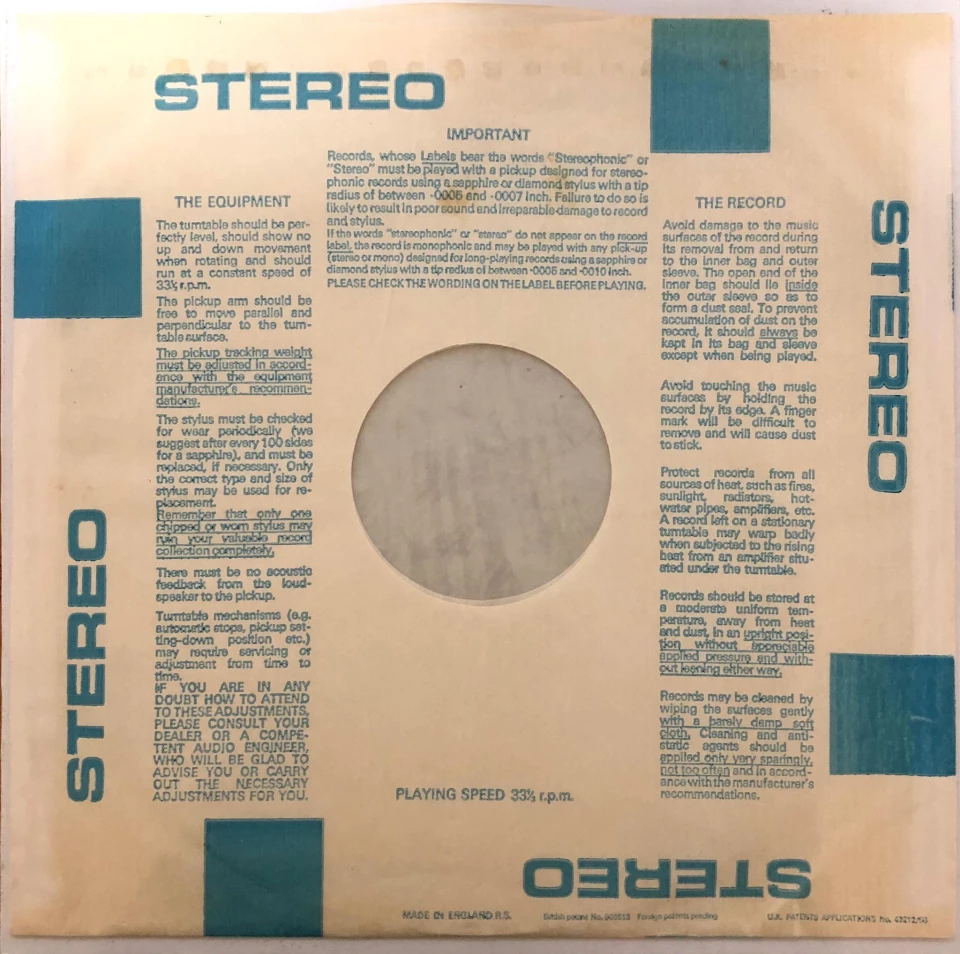 STEREO
IMPORTANT
Records, whose Labels bear the words "Stereophonic" or
"Stereo" must be played with a pickup designed for stereo-
phonic records using a sapphire or diamond stylus with a tip
radius of between ·0005 and ·0007 inch. Failure to do so is
likely to result in poor sound and irreparable damage to record
and stylus.
If the words "stereophonic" or "stereo" do not appear on the record
label, the record is monophonic and may be played with any pick-up
(stereo or mono) designed for long-playing records using a sapphire or
diamond stylus with a tip radius of between ·0005 and ·0010 inch.
PLEASE CHECK THE WORDING ON THE LABEL BEFORE PLAYING.
THE EQUIPMENT
The turntable should be per-
fectly level, should show no
up and down movement
when rotating and should
run at a constant speed of
33⅓ r.p.m.
The pickup arm should be
free to move parallel and
perpendicular to the turn-
table surface.
The pickup tracking weight
must be adjusted in accord-
ance with the equipment
manufacturer's recommen-
dations.
The stylus must be checked
for wear periodically (we
suggest after every 100 sides
for a sapphire), and must be
replaced, if necessary. Only
the correct type and size of
stylus may be used for re-
placement.
Remember that only one
chipped or worn stylus may
ruin your valuable record
collection completely.
There must be no acoustic
feedback from the loud-
speaker to the pickup.
Turntable mechanisms (e.g.
automatic stops, pickup set-
ting-down position etc.)
may require servicing or
adjustment from time to
time.
IF YOU ARE IN ANY
DOUBT HOW TO ATTEND
TO THESE ADJUSTMENTS,
PLEASE CONSULT YOUR
DEALER OR A COMPE-
TENT AUDIO ENGINEER,
WHO WILL BE GLAD TO
ADVISE YOU OR CARRY
OUT THE NECESSARY
ADJUSTMENTS FOR YOU.
THE RECORD
Avoid damage to the music
surfaces of the record during
its removal from and return
to the inner bag and outer
sleeve. The open end of the
inner bag should lie inside
the outer sleeve so as to
form a dust seal. To prevent
accumulation of dust on the
record, it should always be
kept in its bag and sleeve
except when being played.
Avoid touching the music
surfaces by holding the
record by its edge. A finger
mark will be difficult to
remove and will cause dust
to stick.
Protect records from all
sources of heat, such as fires,
sunlight, radiators, hot-
water pipes, amplifiers, etc.
A record left on a stationary
turntable may warp badly
when subjected to the rising
heat from an amplifier situ-
ated under the turntable.
Records should be stored at
a moderate uniform tem-
perature, away from heat
and dust, in an upright posi-
tion without appreciable
applied pressure and with-
out leaning either way.
Records may be cleaned by
wiping the surfaces gently
with a barely damp soft
cloth. Cleaning and anti-
static agents should be
applied only very sparingly,
not too often and in accord-
ance with the manufacturer's
recommendations.
STEREO
STEREO
PLAYING SPEED 33⅓ r.p.m.
STEREO
MADE IN ENGLAND R.S.
British patent No. Foreign patents pending
U.K. PATENTS APPLICATIONS No. 43212/66